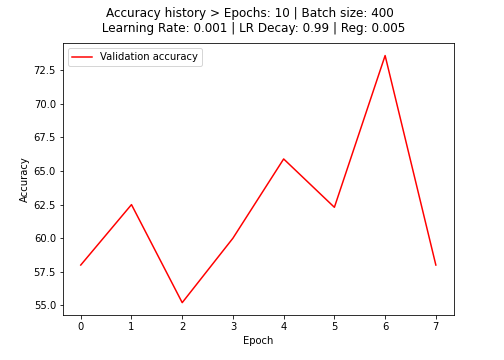 Accuracy history > Epochs: 10 | Batch size: 400
Learning Rate: 0.001 | LR Decay: 0.99 | Reg: 0.005
Validation accuracy
Accuracy
72.5
70.0
67.5
65.0
62.5
60.0
57.5
55.0
0 1 2 3 4 5 6 7
Epoch